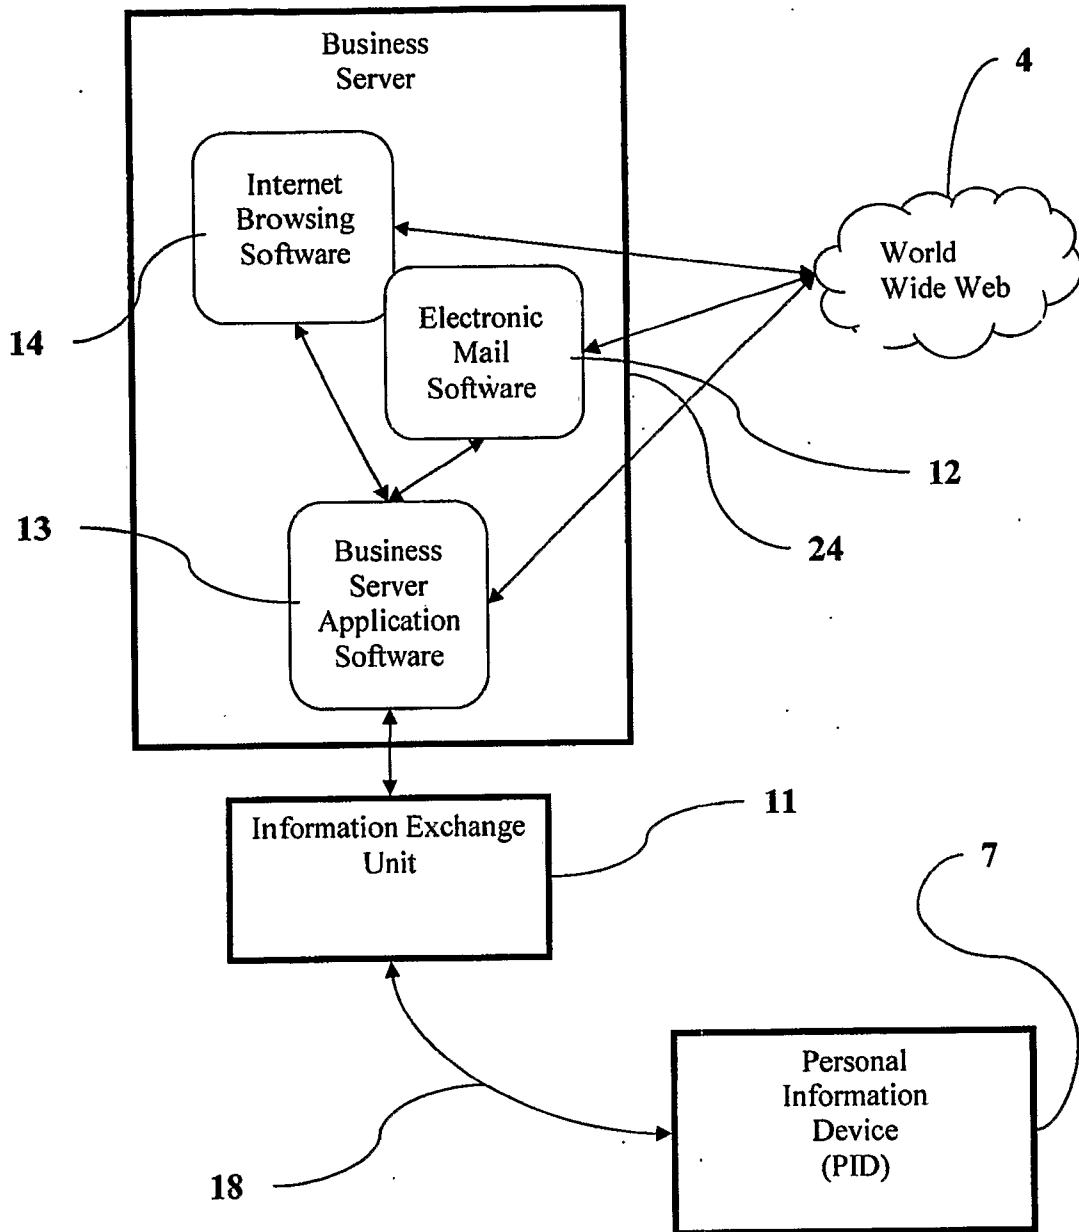 Business
Server
4
Internet
Browsing
Software
World
Wide Web
14
Electronic
Mail
Software
12
13
24
Business
Server
Application
Software
11
Information Exchange
Unit
7
Personal
Information
Device
(PID)
18